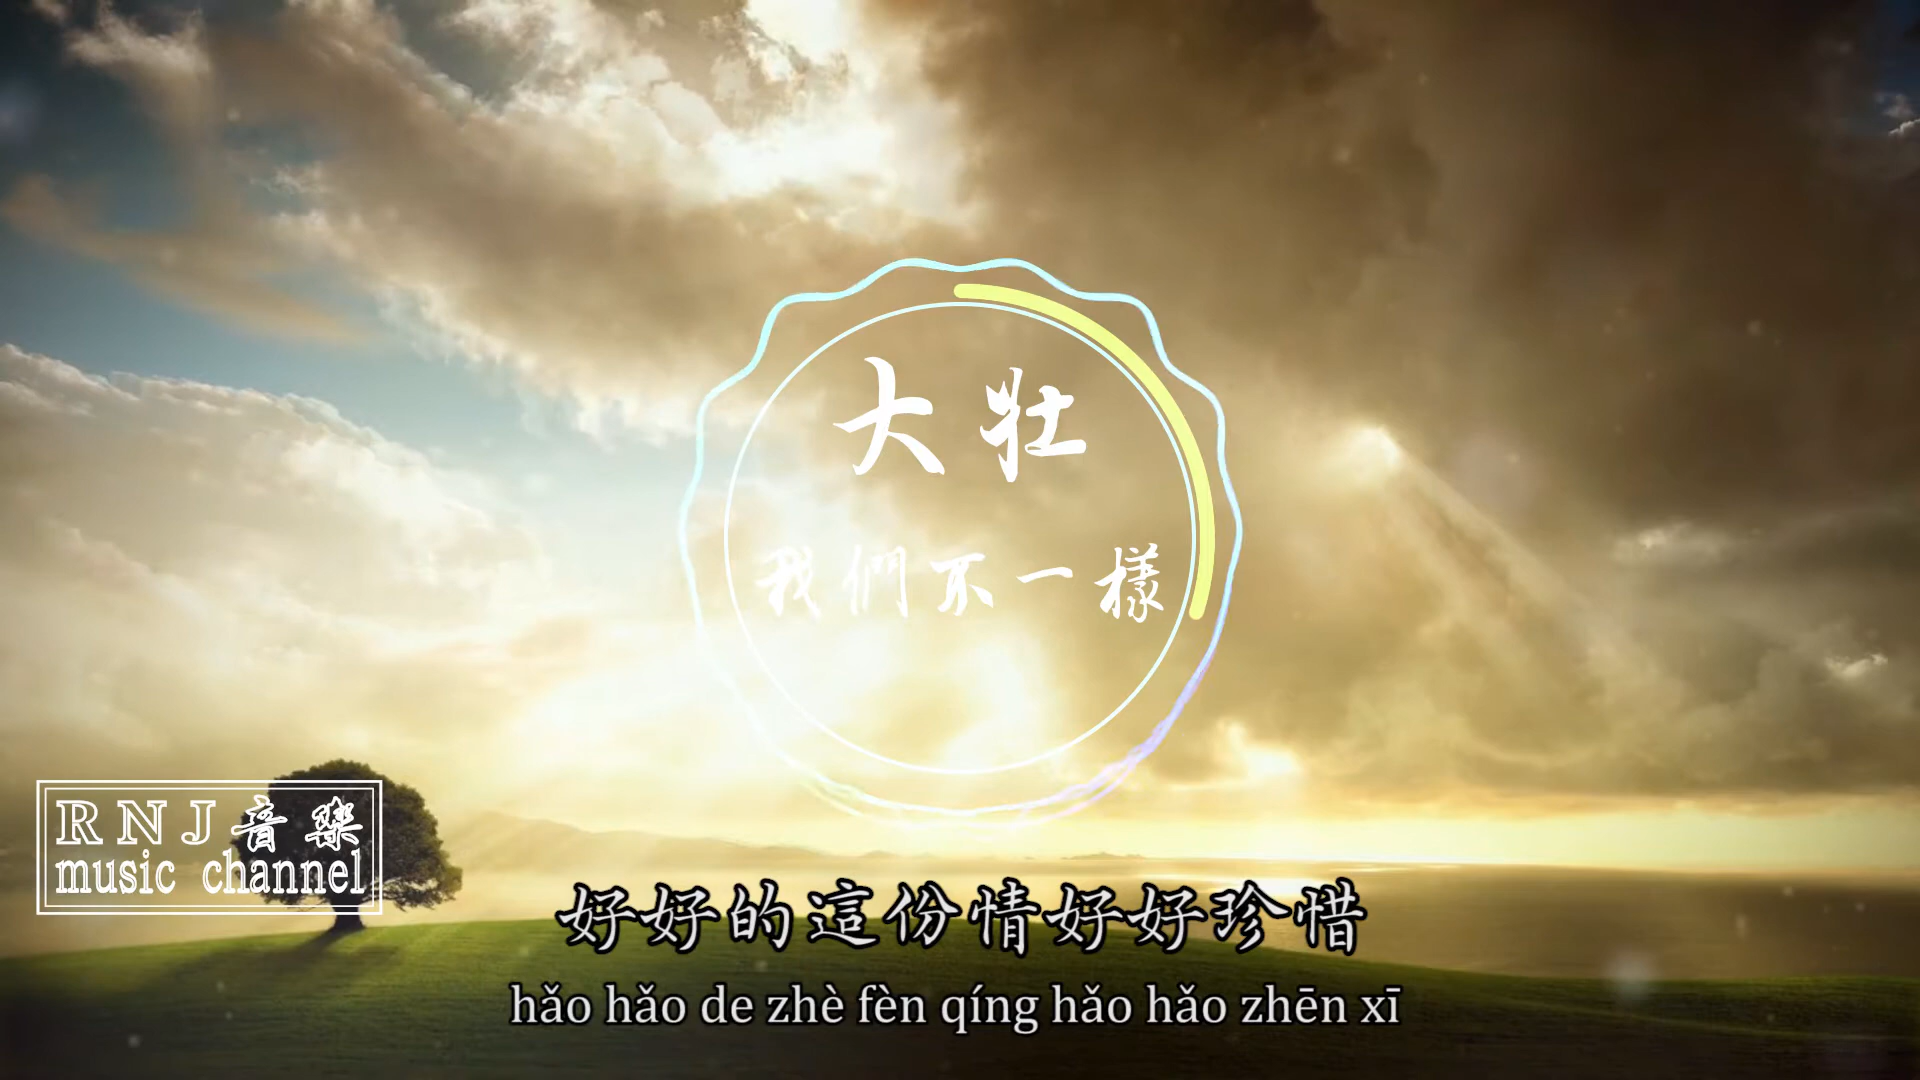 大壯
我們不一樣
RNJ音樂
music channel
好好的這份情好好珍惜
hǎo hǎo de zhè fèn qíng hǎo hǎo zhēn xī